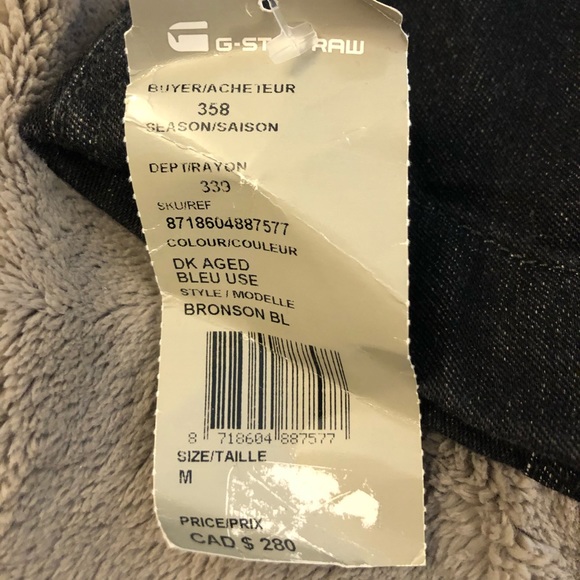 G-ST RAW
BUYER/ACHETEUR
358
SEASON/SAISON
DEPT/RAYON
339
SKU/REF
8718604887577
COLOUR/COULEUR
DK AGED
BLEU USE
STYLE / MODELLE
BRONSON BL
8 718604 887577
SIZE/TAILLE
M
PRICE/PRIX
CAD $ 280